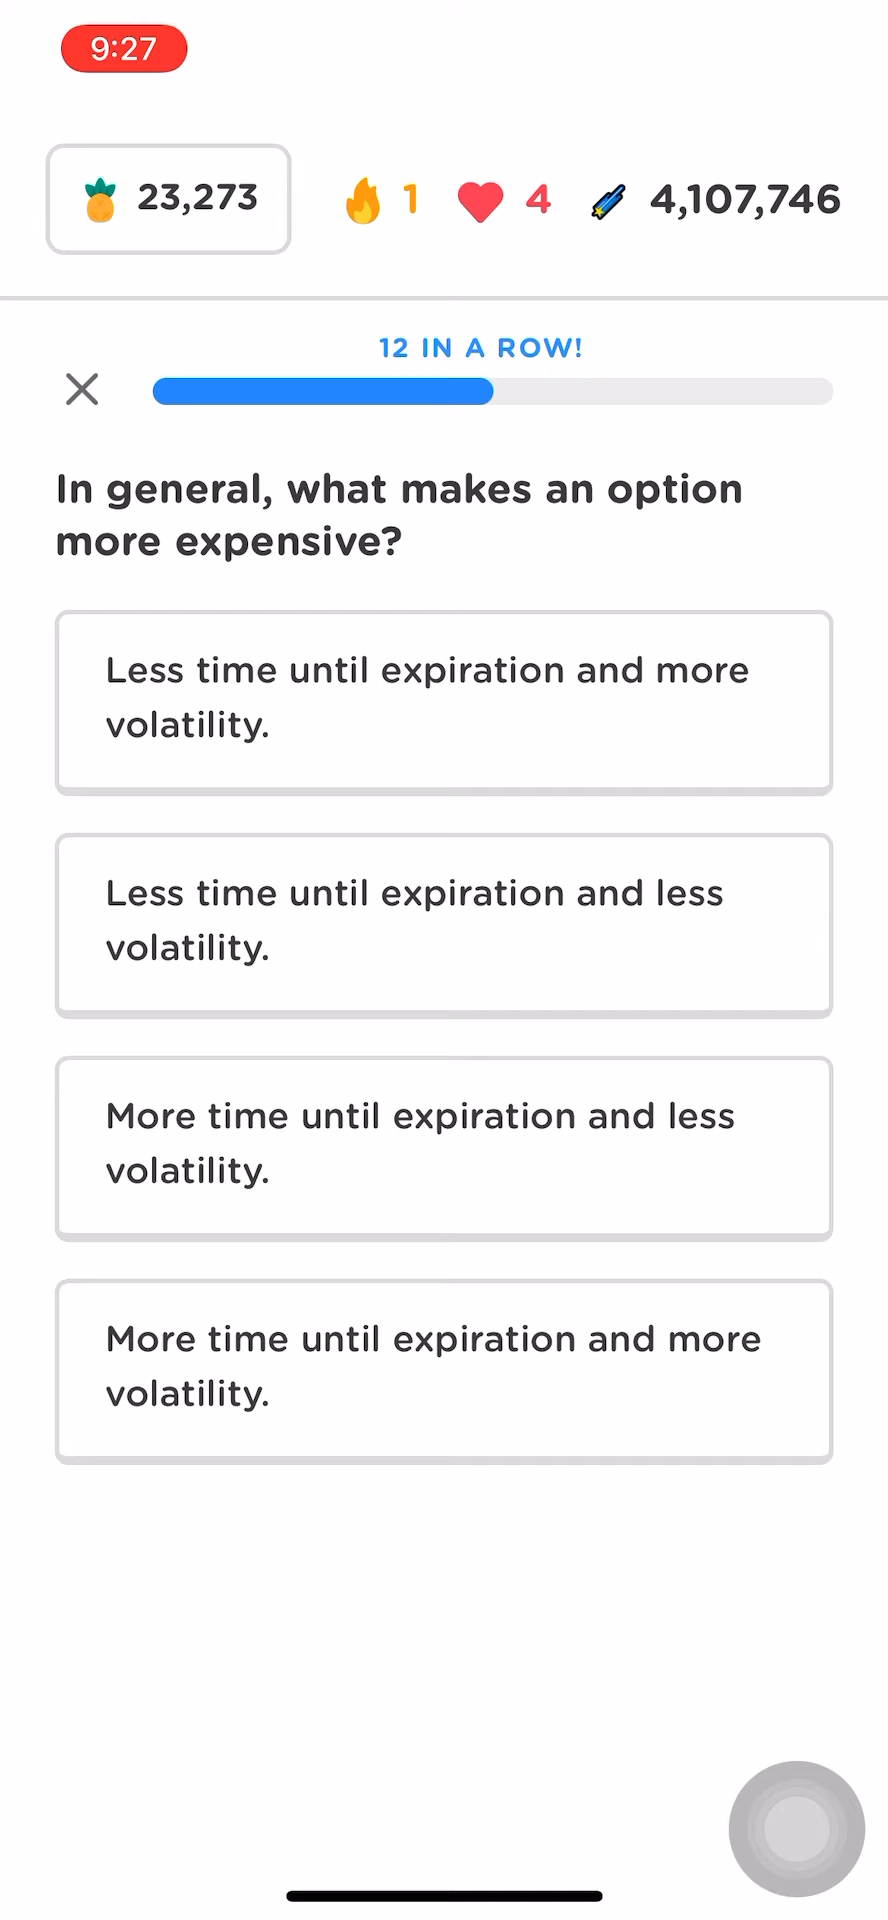 9:27
23,273 1 4 4,107,746
12 IN A ROW!
In general, what makes an option
more expensive?
Less time until expiration and more
volatility.
Less time until expiration and less
volatility.
More time until expiration and less
volatility.
More time until expiration and more
volatility.